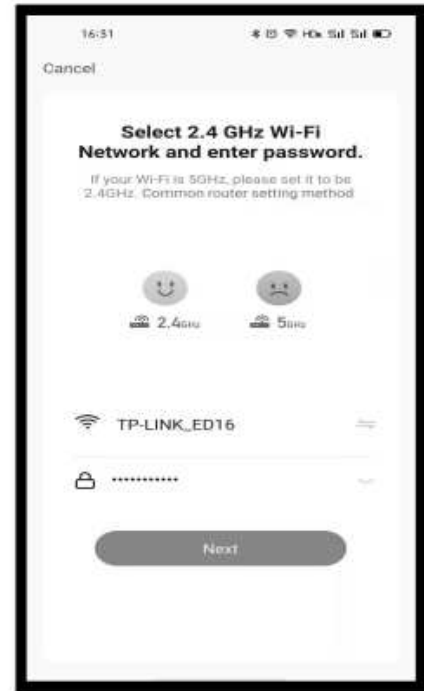 16:51
Cancel
Select 2.4 GHz Wi-Fi
Network and enter password.
If your Wi-Fi is 5GHz, please set it to be
2.4GHz. Common router setting method
2.4GHz 5GHz
TP-LINK_ED16
•••••••••••
Next